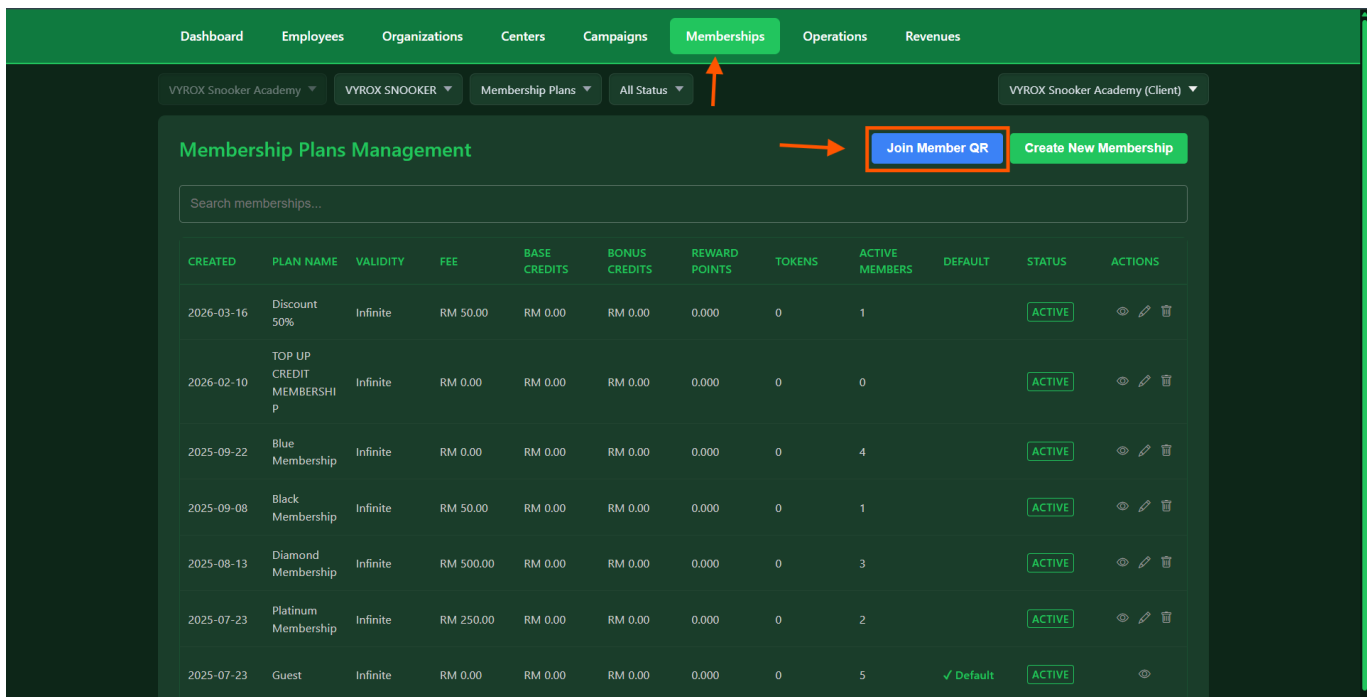 Dashboard Employees Organizations Centers Campaigns Memberships Operations Revenues
VYROX Snooker Academy VYROX SNOOKER Membership Plans All Status VYROX Snooker Academy (Client)
Membership Plans Management Join Member QR Create New Membership
Search memberships...
CREATED PLAN NAME VALIDITY FEE BASE CREDITS BONUS CREDITS REWARD POINTS TOKENS ACTIVE MEMBERS DEFAULT STATUS ACTIONS
2026-03-16 Discount 50% Infinite RM 50.00 RM 0.00 RM 0.00 0.000 0 1 ACTIVE
2026-02-10 TOP UP CREDIT MEMBERSHIP Infinite RM 0.00 RM 0.00 RM 0.00 0.000 0 0 ACTIVE
2025-09-22 Blue Membership Infinite RM 0.00 RM 0.00 RM 0.00 0.000 0 4 ACTIVE
2025-09-08 Black Membership Infinite RM 50.00 RM 0.00 RM 0.00 0.000 0 1 ACTIVE
2025-08-13 Diamond Membership Infinite RM 500.00 RM 0.00 RM 0.00 0.000 0 3 ACTIVE
2025-07-23 Platinum Membership Infinite RM 250.00 RM 0.00 RM 0.00 0.000 0 2 ACTIVE
2025-07-23 Guest Infinite RM 0.00 RM 0.00 RM 0.00 0.000 0 5 ✓ Default ACTIVE